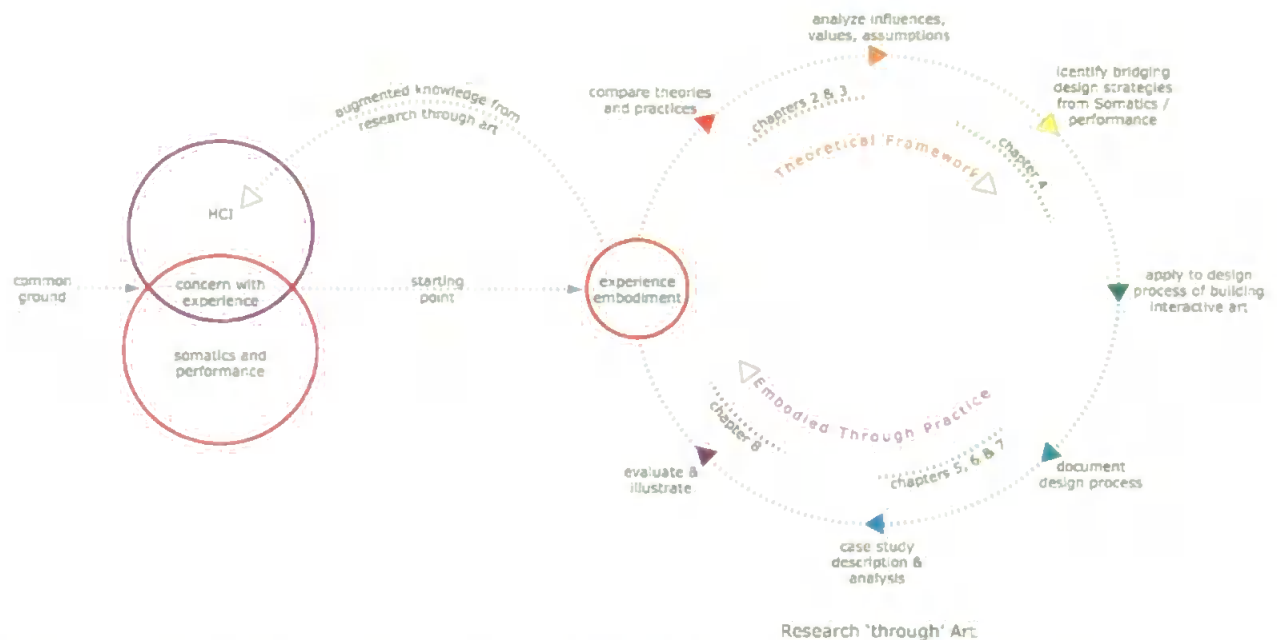 analyze influences,
values, assumptions
identify bridging
design strategies
from Somatics /
performance
compare theories
and practices
chapters 2 & 3
augmented knowledge from
research through art
Theoretical Framework
chapter 4
HCI
common
ground
concern with
experience
starting
point
experience
embodiment
apply to design
process of building
interactive art
somatics and
performance
Embodied Through Practice
chapter 8
chapters 5, 6 & 7
evaluate &
illustrate
document
design process
case study
description &
analysis
Research 'through' Art